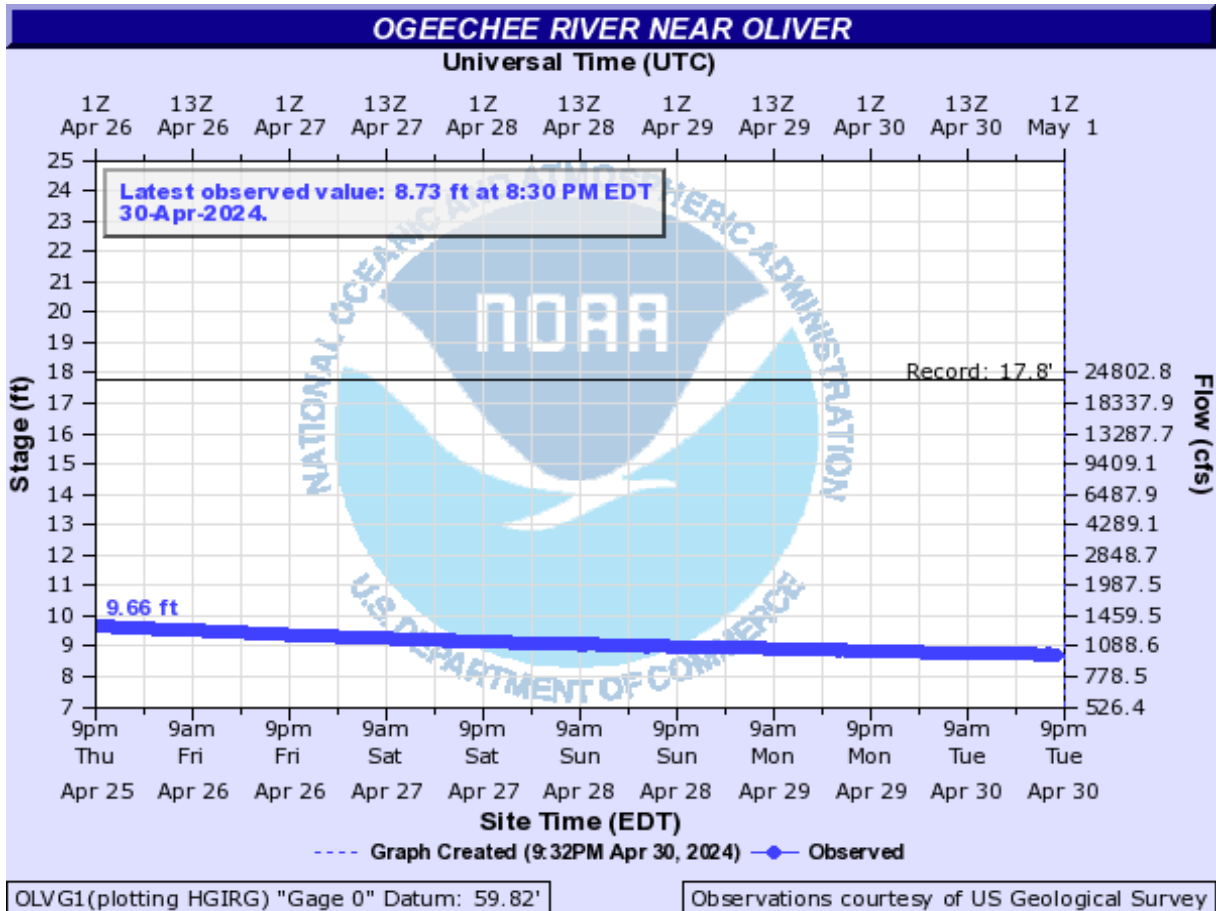 OGEECHEE RIVER NEAR OLIVER
Universal Time (UTC)
1Z 13Z 1Z 13Z 1Z 13Z 1Z 13Z 1Z 13Z 1Z
Apr 26 Apr 26 Apr 27 Apr 27 Apr 28 Apr 28 Apr 29 Apr 29 Apr 30 Apr 30 May 1
Latest observed value: 8.73 ft at 8:30 PM EDT
30-Apr-2024.
NATIONAL OCEANIC AND ATMOSPHERIC ADMINISTRATION
NOAA
U.S. DEPARTMENT OF COMMERCE
Stage (ft)
25
24
23
22
21
20
19
18
17
16
15
14
13
12
11
10
9
8
7
Record: 17.8'
9.66 ft
24802.8
18337.9
13287.7
9409.1
6487.9
4289.1
2848.7
1987.5
1459.5
1088.6
778.5
526.4
Flow (cfs)
9pm 9am 9pm 9am 9pm 9am 9pm 9am 9pm 9am 9pm
Thu Fri Fri Sat Sat Sun Sun Mon Mon Tue Tue
Apr 25 Apr 26 Apr 26 Apr 27 Apr 27 Apr 28 Apr 28 Apr 29 Apr 29 Apr 30 Apr 30
Site Time (EDT)
---- Graph Created (9:32PM Apr 30, 2024) Observed
OLVG1(plotting HGIRG) "Gage 0" Datum: 59.82'
Observations courtesy of US Geological Survey